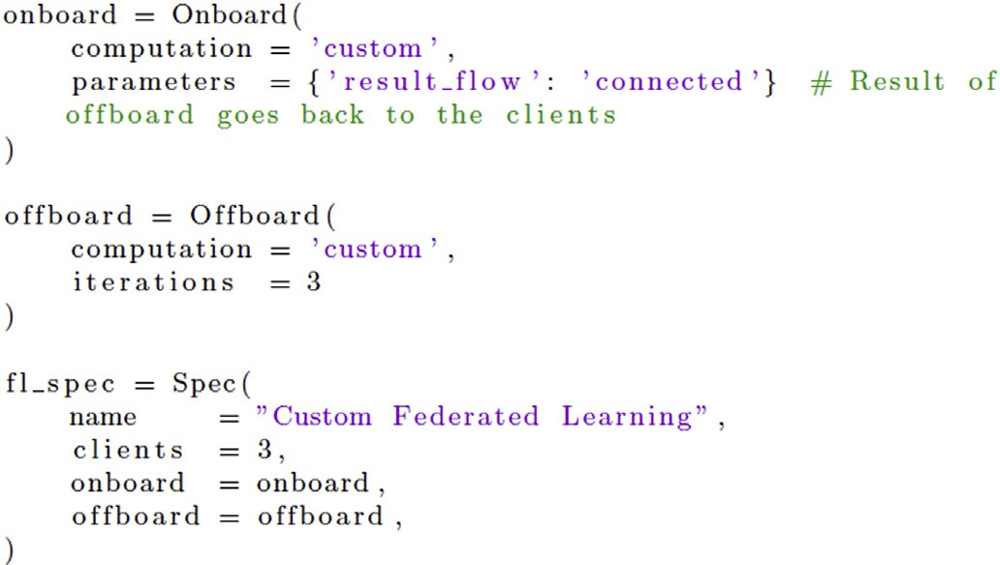 onboard = Onboard(
    computation = 'custom',
    parameters  = {'result_flow': 'connected'}  # Result of
    offboard goes back to the clients
)
offboard = Offboard(
    computation = 'custom',
    iterations  = 3
)
fl_spec = Spec(
    name     = "Custom Federated Learning",
    clients  = 3,
    onboard  = onboard,
    offboard = offboard,
)